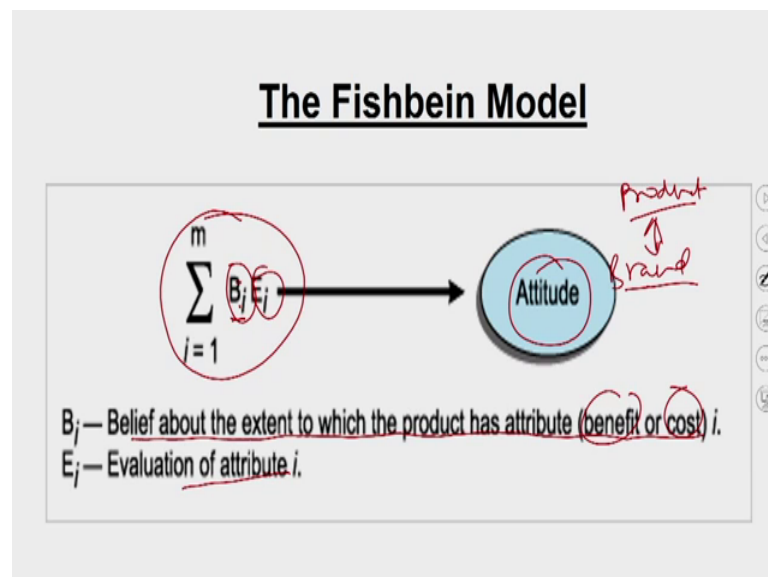 The Fishbein Model
Product
Brand
m
∑ BᵢEᵢ
i = 1
Attitude
Bᵢ — Belief about the extent to which the product has attribute (benefit or cost) i.
Eᵢ — Evaluation of attribute i.